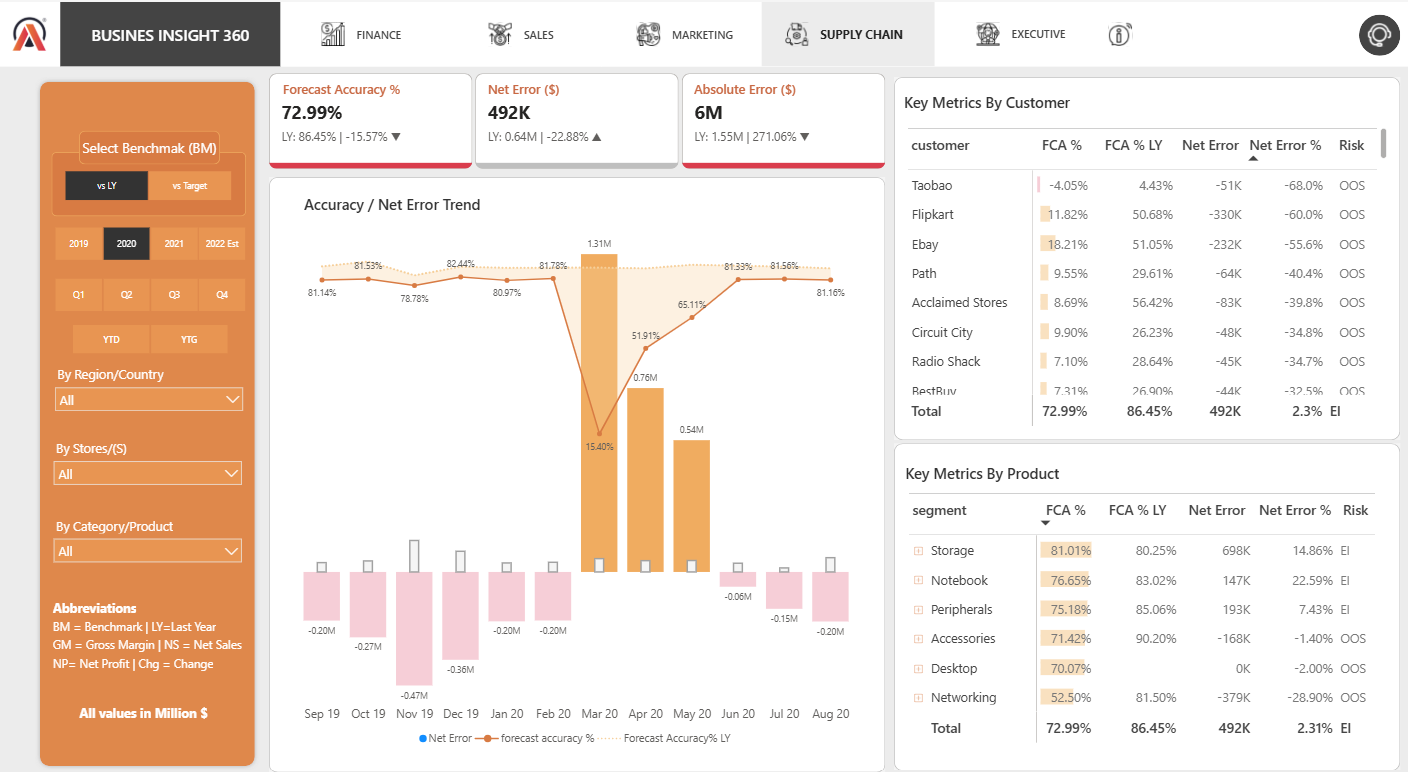 BUSINES INSIGHT 360
FINANCE
SALES
MARKETING
SUPPLY CHAIN
EXECUTIVE
Select Benchmak (BM)
vs LY
vs Target
2019
2020
2021
2022 Est
Q1
Q2
Q3
Q4
YTD
YTG
By Region/Country
All
By Stores/(S)
All
By Category/Product
All
Abbreviations
BM = Benchmark | LY=Last Year
GM = Gross Margin | NS = Net Sales
NP= Net Profit | Chg = Change
All values in Million $
Forecast Accuracy %
72.99%
LY: 86.45% | -15.57% ▼
Net Error ($)
492K
LY: 0.64M | -22.88% ▲
Absolute Error ($)
6M
LY: 1.55M | 271.06% ▼
Accuracy / Net Error Trend
1.31M
81.14%
81.53%
78.78%
82.44%
80.97%
81.78%
15.40%
51.91%
65.11%
81.33%
81.56%
81.16%
0.76M
0.54M
-0.20M
-0.27M
-0.47M
-0.36M
-0.20M
-0.20M
-0.06M
-0.15M
-0.20M
Sep 19 Oct 19 Nov 19 Dec 19 Jan 20 Feb 20 Mar 20 Apr 20 May 20 Jun 20 Jul 20 Aug 20
Net Error forecast accuracy % Forecast Accuracy% LY
Key Metrics By Customer
customer FCA % FCA % LY Net Error Net Error % Risk
Taobao -4.05% 4.43% -51K -68.0% OOS
Flipkart 11.82% 50.68% -330K -60.0% OOS
Ebay 18.21% 51.05% -232K -55.6% OOS
Path 9.55% 29.61% -64K -40.4% OOS
Acclaimed Stores 8.69% 56.42% -83K -39.8% OOS
Circuit City 9.90% 26.23% -48K -34.8% OOS
Radio Shack 7.10% 28.64% -45K -34.7% OOS
BestBuy 7.31% 26.90% -44K -32.5% OOS
Total 72.99% 86.45% 492K 2.3% EI
Key Metrics By Product
segment FCA % FCA % LY Net Error Net Error % Risk
Storage 81.01% 80.25% 698K 14.86% EI
Notebook 76.65% 83.02% 147K 22.59% EI
Peripherals 75.18% 85.06% 193K 7.43% EI
Accessories 71.42% 90.20% -168K -1.40% OOS
Desktop 70.07% 0K -2.00% OOS
Networking 52.50% 81.50% -379K -28.90% OOS
Total 72.99% 86.45% 492K 2.31% EI